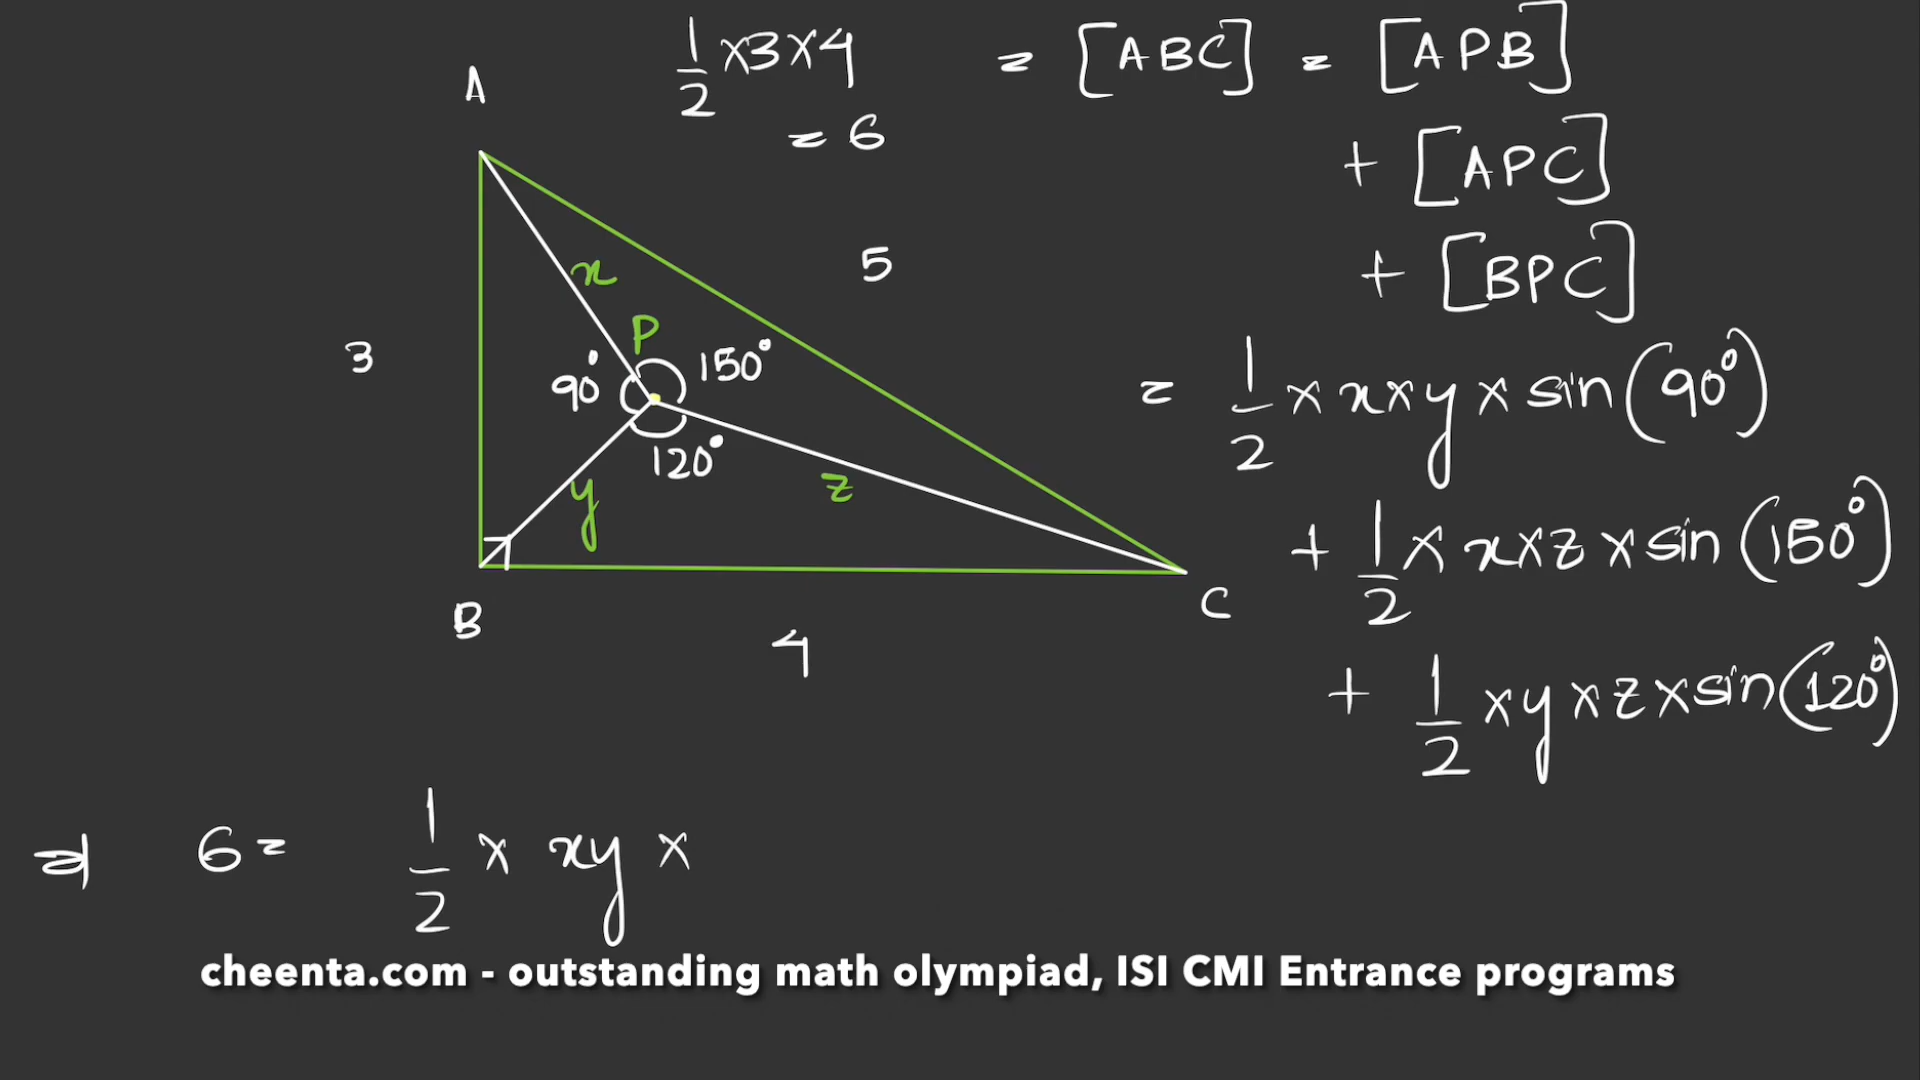 A
1/2 ×3×4 = [ABC] = [APB]
= 6
+ [APC]
+ [BPC]
5
x
P
3
90° 150°
120°
y
z
= 1/2 × x × y × sin(90°)
+ 1/2 × x × z × sin(150°)
+ 1/2 × y × z × sin(120°)
B
C
4
⇒ 6 = 1/2 × xy ×
cheenta.com - outstanding math olympiad, ISI CMI Entrance programs